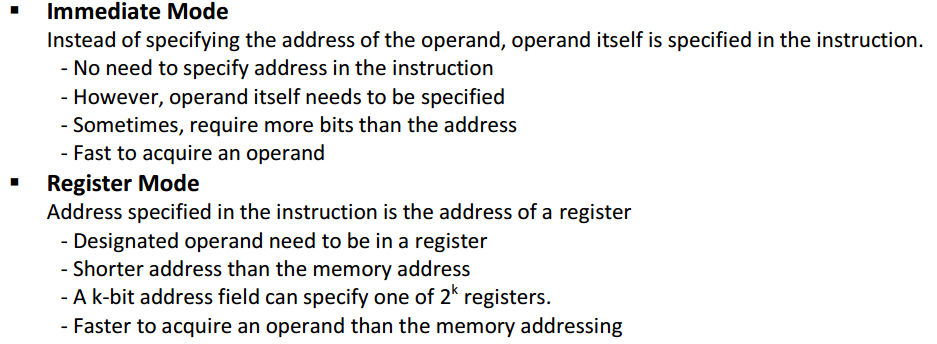 ▪ Immediate Mode
Instead of specifying the address of the operand, operand itself is specified in the instruction.
- No need to specify address in the instruction
- However, operand itself needs to be specified
- Sometimes, require more bits than the address
- Fast to acquire an operand
▪ Register Mode
Address specified in the instruction is the address of a register
- Designated operand need to be in a register
- Shorter address than the memory address
- A k-bit address field can specify one of 2ᵏ registers.
- Faster to acquire an operand than the memory addressing